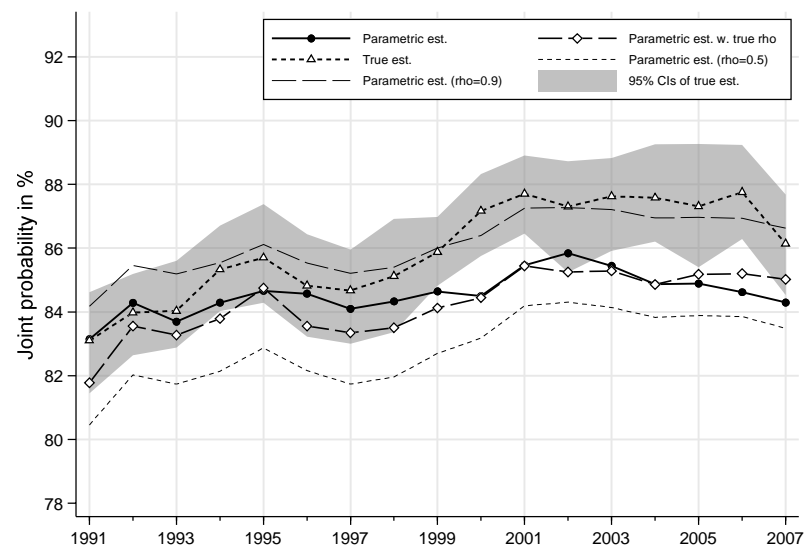 Parametric est.
Parametric est. w. true rho
True est.
Parametric est. (rho=0.5)
Parametric est. (rho=0.9)
95% CIs of true est.
Joint probability in %
92
90
88
86
84
82
80
78
1991 1993 1995 1997 1999 2001 2003 2005 2007